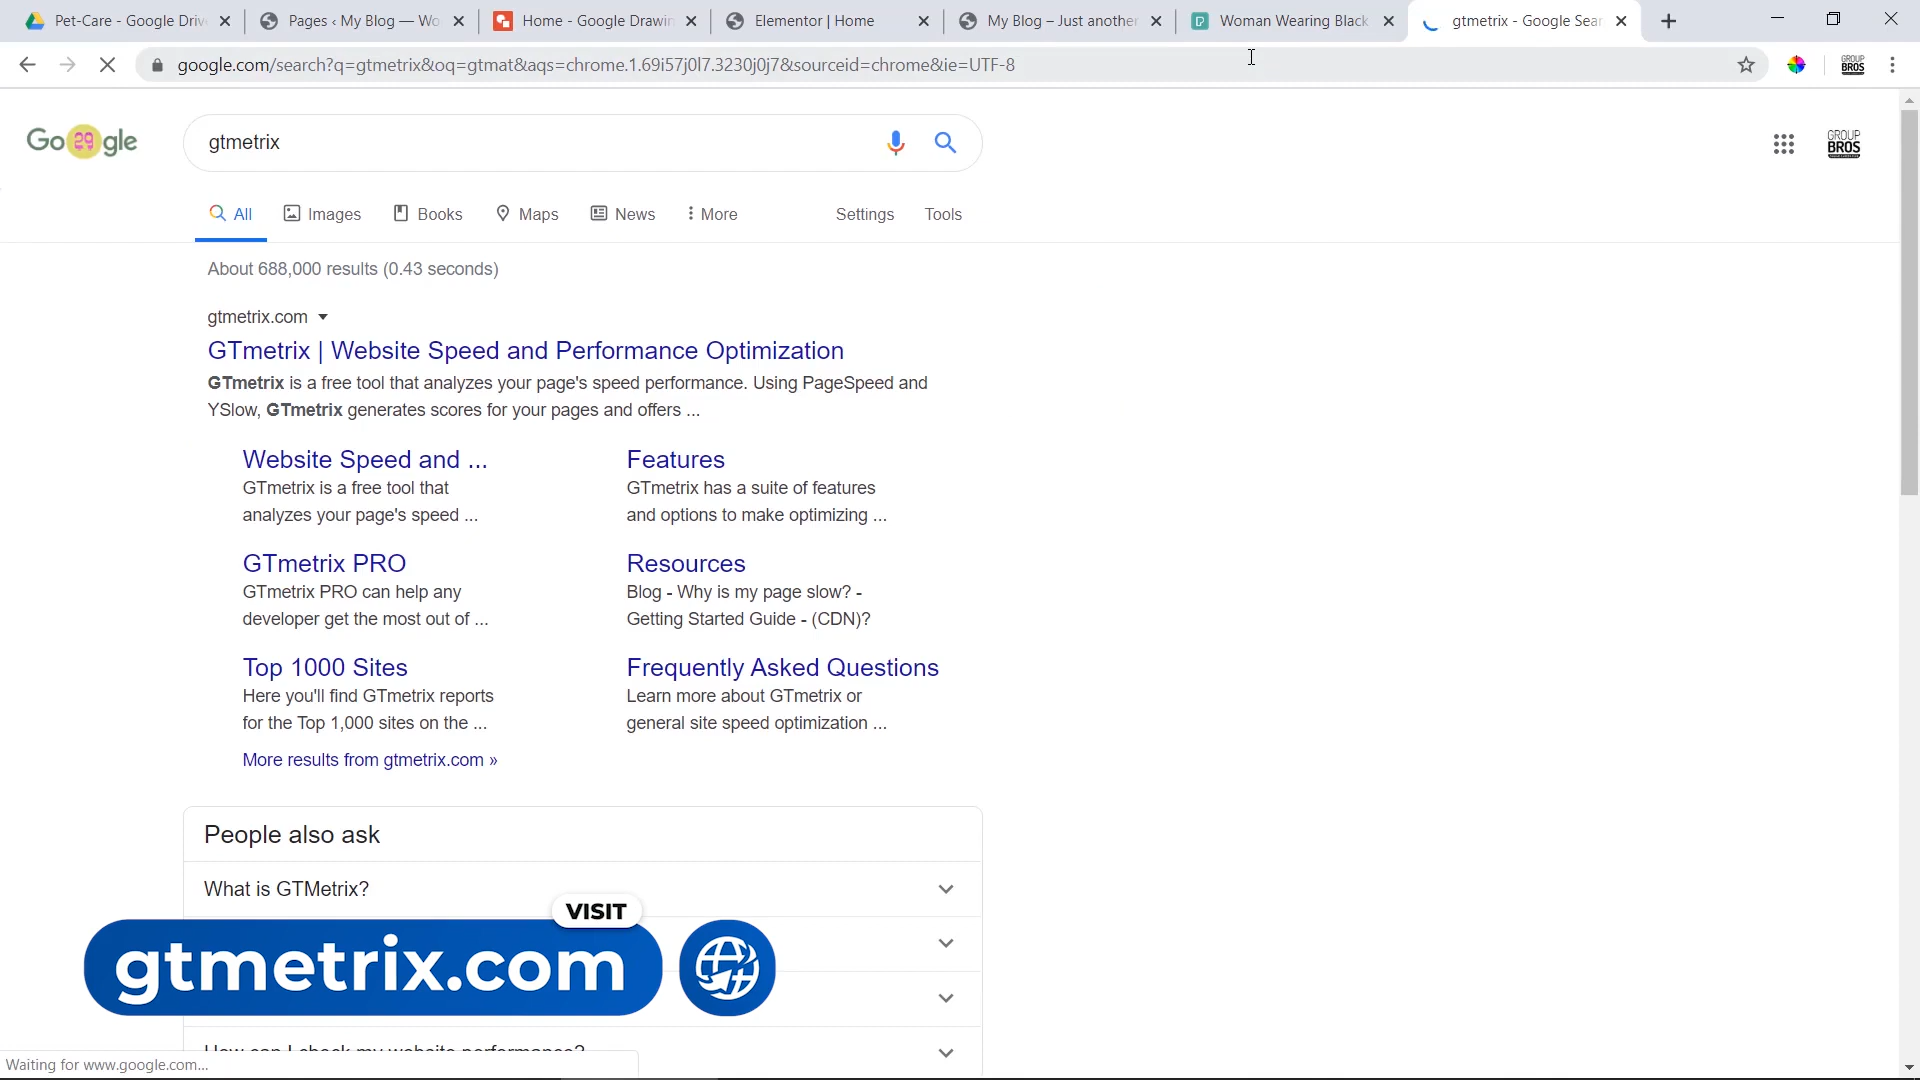 Pet-Care - Google Driv
Pages ‹ My Blog — Wo
Home - Google Drawin
Elementor | Home
My Blog – Just another
Woman Wearing Black
gtmetrix - Google Sear
google.com/search?q=gtmetrix&oq=gtmat&aqs=chrome.1.69i57j0l7.3230j0j7&sourceid=chrome&ie=UTF-8
GROUP
BROS
Go29gle
gtmetrix
GROUP
BROS
All
Images
Books
Maps
News
More
Settings
Tools
About 688,000 results (0.43 seconds)
gtmetrix.com
GTmetrix | Website Speed and Performance Optimization
GTmetrix is a free tool that analyzes your page's speed performance. Using PageSpeed and
YSlow, GTmetrix generates scores for your pages and offers ...
Website Speed and ...
GTmetrix is a free tool that
analyzes your page's speed ...
Features
GTmetrix has a suite of features
and options to make optimizing ...
GTmetrix PRO
GTmetrix PRO can help any
developer get the most out of ...
Resources
Blog - Why is my page slow? -
Getting Started Guide - (CDN)?
Top 1000 Sites
Here you'll find GTmetrix reports
for the Top 1,000 sites on the ...
Frequently Asked Questions
Learn more about GTmetrix or
general site speed optimization ...
More results from gtmetrix.com »
People also ask
What is GTMetrix?
VISIT
gtmetrix.com
How can I check my website performance?
Waiting for www.google.com...